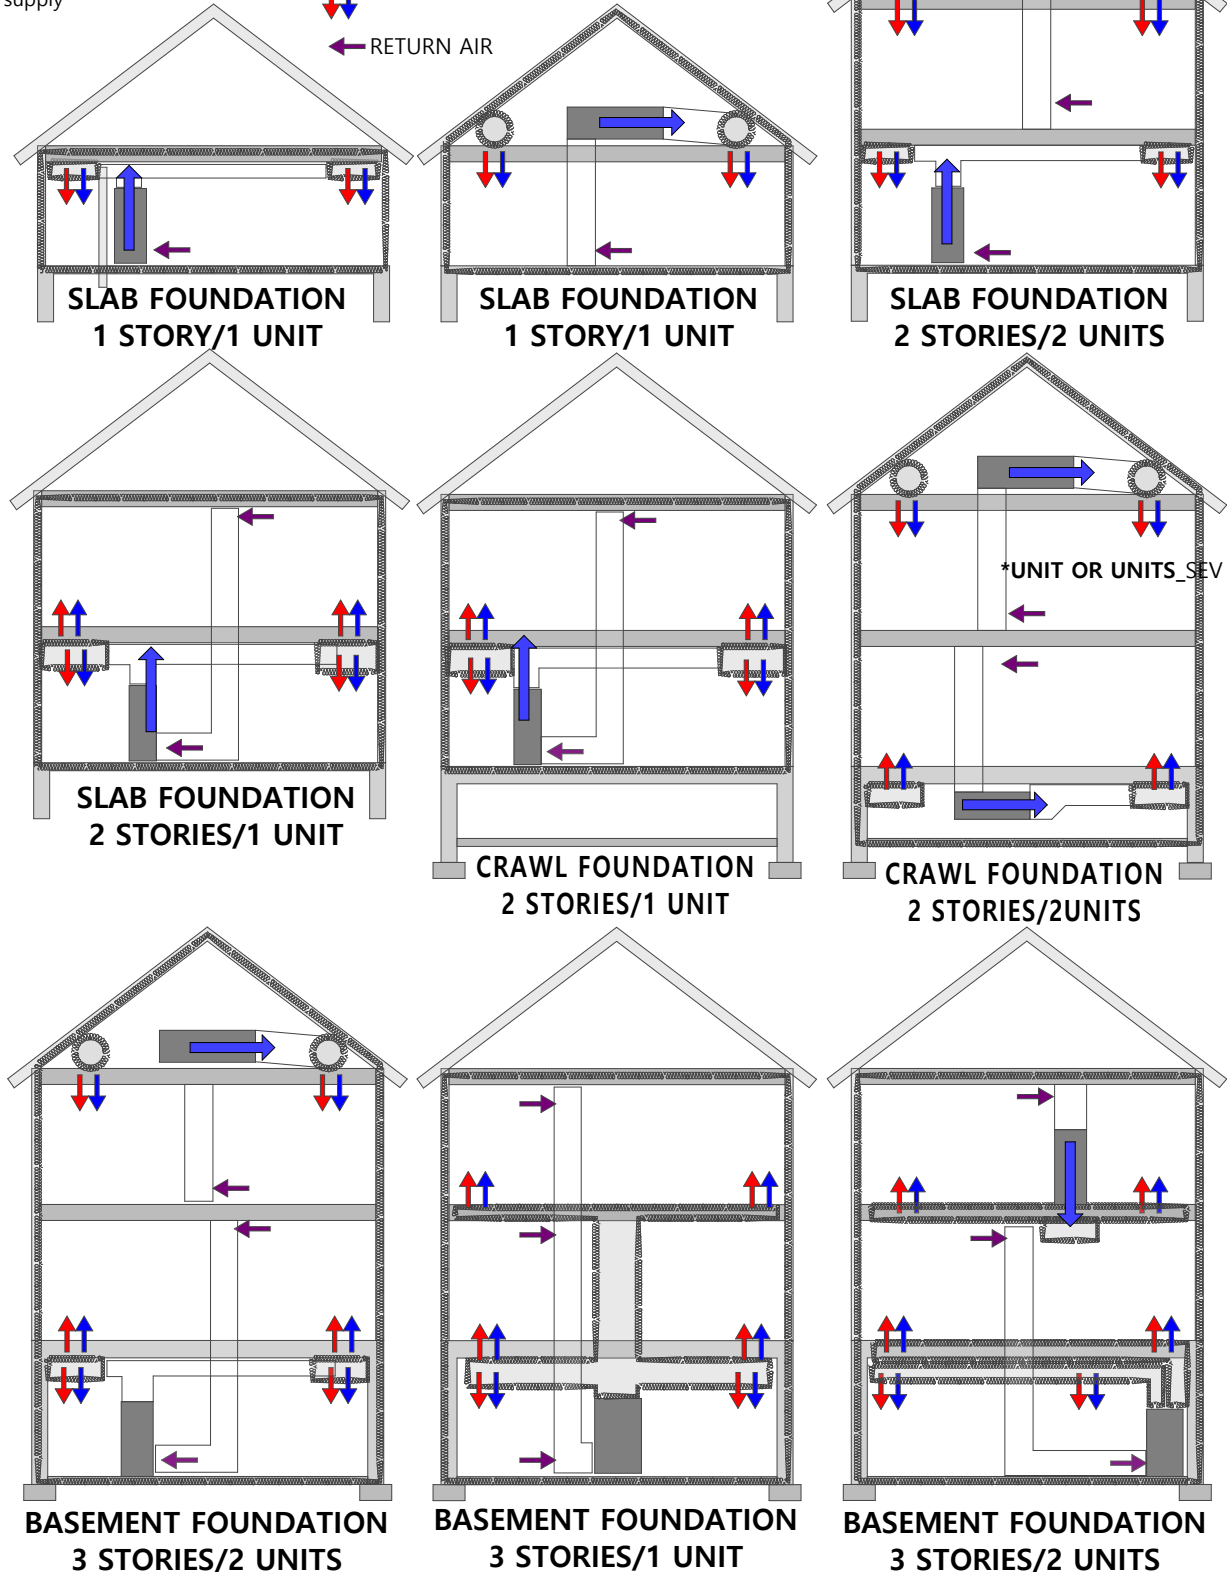 supply
RETURN AIR
SLAB FOUNDATION
1 STORY/1 UNIT
SLAB FOUNDATION
1 STORY/1 UNIT
SLAB FOUNDATION
2 STORIES/2 UNITS
*UNIT OR UNITS_SEV
SLAB FOUNDATION
2 STORIES/1 UNIT
CRAWL FOUNDATION
2 STORIES/1 UNIT
CRAWL FOUNDATION
2 STORIES/2UNITS
BASEMENT FOUNDATION
3 STORIES/2 UNITS
BASEMENT FOUNDATION
3 STORIES/1 UNIT
BASEMENT FOUNDATION
3 STORIES/2 UNITS